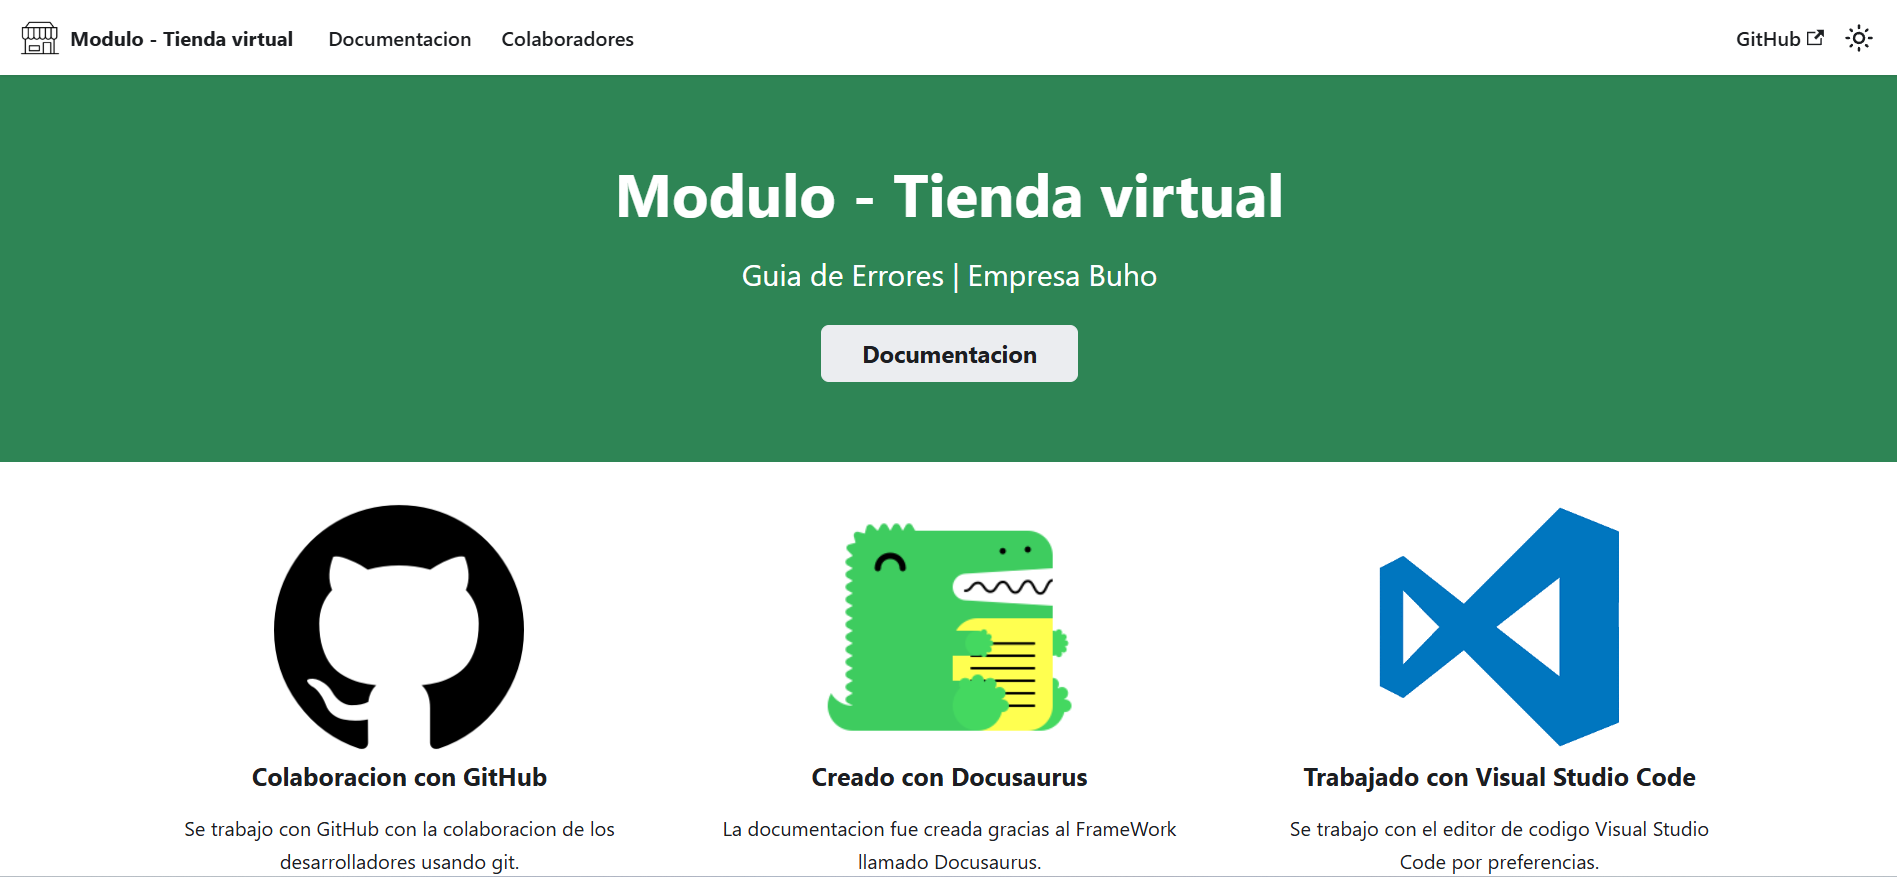 Modulo - Tienda virtual Documentacion Colaboradores GitHub
Modulo - Tienda virtual
Guia de Errores | Empresa Buho
Documentacion
Colaboracion con GitHub
Se trabajo con GitHub con la colaboracion de los
desarrolladores usando git.
Creado con Docusaurus
La documentacion fue creada gracias al FrameWork
llamado Docusaurus.
Trabajado con Visual Studio Code
Se trabajo con el editor de codigo Visual Studio
Code por preferencias.